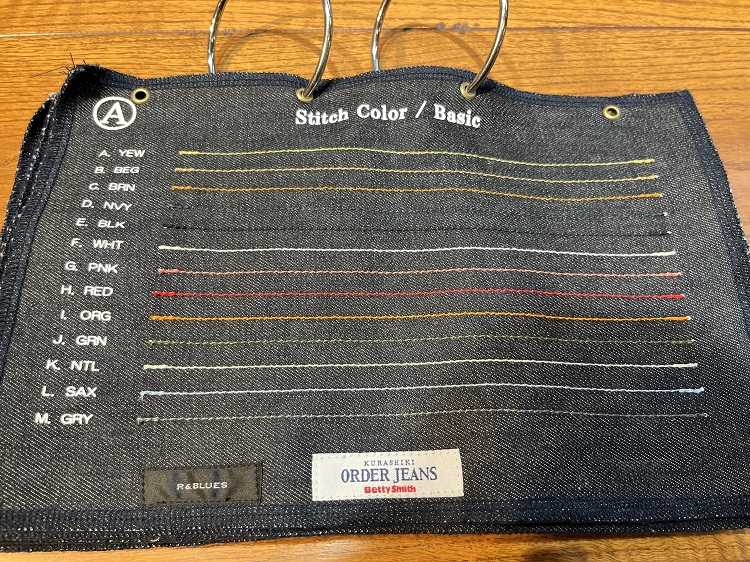 A
Stitch Color / Basic
A. YEW
B. BEG
C. BRN
D. NVY
E. BLK
F. WHT
G. PNK
H. RED
I. ORG
J. GRN
K. NTL
L. SAX
M. GRY
R&BLUES
KURASHIKI
ORDER JEANS
Betty Smith